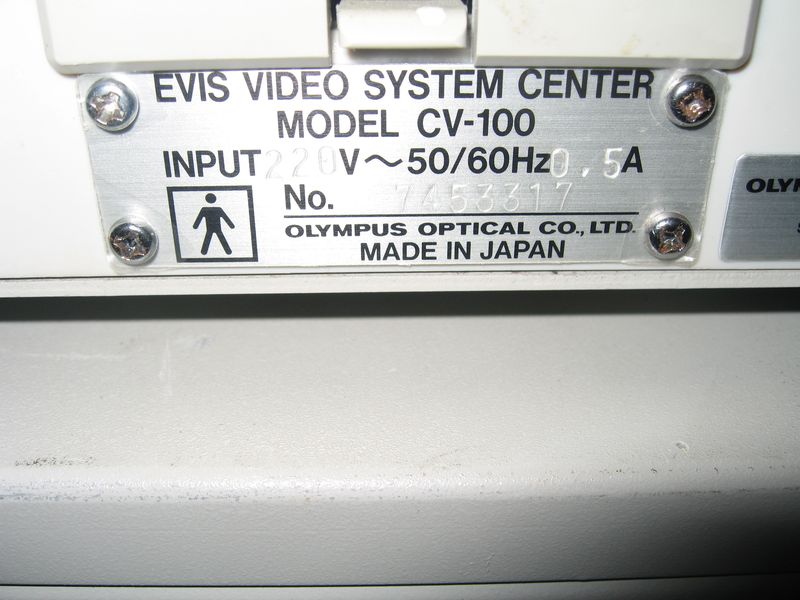 EVIS VIDEO SYSTEM CENTER
MODEL CV-100
INPUT 220V~50/60Hz 0.5A
No. 7453317
OLYMPUS OPTICAL CO., LTD.
MADE IN JAPAN